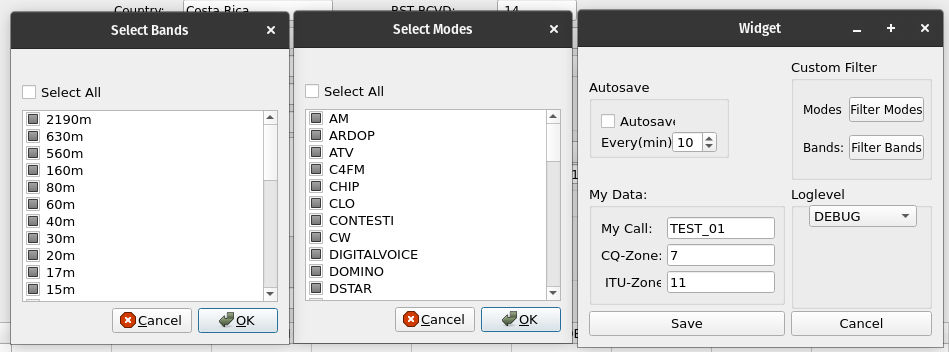 Country:
Costa Rica
RST RCVD:
14
Select Bands
Select All
2190m
630m
560m
160m
80m
60m
40m
30m
20m
17m
15m
Cancel
OK
Select Modes
Select All
AM
ARDOP
ATV
C4FM
CHIP
CLO
CONTESTI
CW
DIGITALVOICE
DOMINO
DSTAR
Cancel
OK
Widget
Autosave
Autosave
Every(min)
10
Custom Filter
Modes
Filter Modes
Bands:
Filter Bands
My Data:
My Call:
TEST_01
CQ-Zone:
7
ITU-Zone
11
Loglevel
DEBUG
Save
Cancel